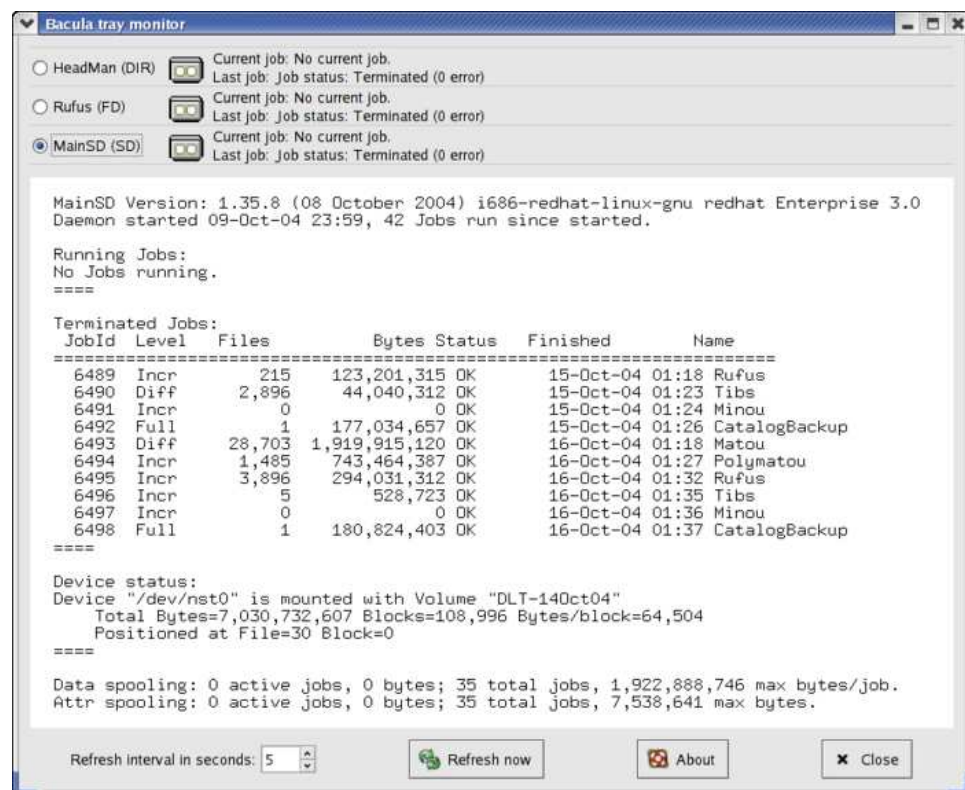 Bacula tray monitor
HeadMan (DIR) Current job: No current job.
Last job: Job status: Terminated (0 error)
Rufus (FD) Current job: No current job.
Last job: Job status: Terminated (0 error)
MainSD (SD) Current job: No current job.
Last job: Job status: Terminated (0 error)
MainSD Version: 1.35.8 (08 October 2004) i686-redhat-linux-gnu redhat Enterprise 3.0
Daemon started 09-Oct-04 23:59, 42 Jobs run since started.
Running Jobs:
No Jobs running.
====
Terminated Jobs:
JobId Level Files Bytes Status Finished Name
======================================================================
6489 Incr 215 123,201,315 OK 15-Oct-04 01:18 Rufus
6490 Diff 2,896 44,040,312 OK 15-Oct-04 01:23 Tibs
6491 Incr 0 0 OK 15-Oct-04 01:24 Minou
6492 Full 1 177,034,657 OK 15-Oct-04 01:26 CatalogBackup
6493 Diff 28,703 1,919,915,120 OK 16-Oct-04 01:18 Matou
6494 Incr 1,485 743,464,387 OK 16-Oct-04 01:27 Polymatou
6495 Incr 3,896 294,031,312 OK 16-Oct-04 01:32 Rufus
6496 Incr 5 528,723 OK 16-Oct-04 01:35 Tibs
6497 Incr 0 0 OK 16-Oct-04 01:36 Minou
6498 Full 1 180,824,403 OK 16-Oct-04 01:37 CatalogBackup
====
Device status:
Device "/dev/nst0" is mounted with Volume "DLT-14Oct04"
Total Bytes=7,030,732,607 Blocks=108,996 Bytes/block=64,504
Positioned at File=30 Block=0
====
Data spooling: 0 active jobs, 0 bytes; 35 total jobs, 1,922,888,746 max bytes/job.
Attr spooling: 0 active jobs, 0 bytes; 35 total jobs, 7,538,641 max bytes.
Refresh interval in seconds: 5 Refresh now About Close